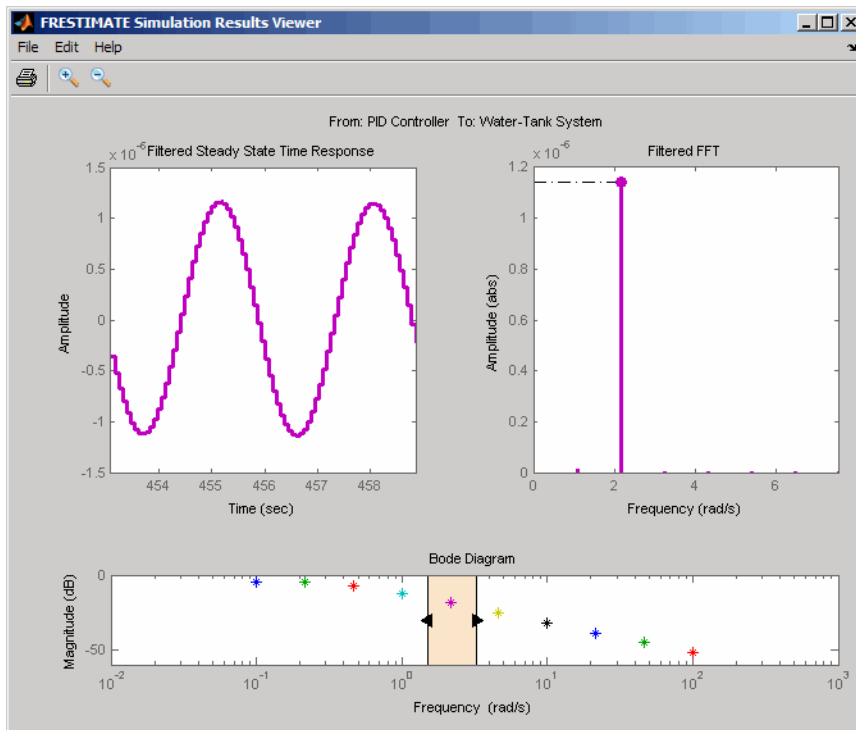 FRESTIMATE Simulation Results Viewer
File Edit Help
From: PID Controller To: Water-Tank System
x 10^-6 Filtered Steady State Time Response
1.5
1
0.5
0
-0.5
-1
-1.5
Amplitude
454 455 456 457 458
Time (sec)
x 10^-6 Filtered FFT
1.2
1
0.8
0.6
0.4
0.2
0
Amplitude (abs)
0 2 4 6
Frequency (rad/s)
Bode Diagram
0
-50
Magnitude (dB)
10^-2 10^-1 10^0 10^1 10^2 10^3
Frequency (rad/s)